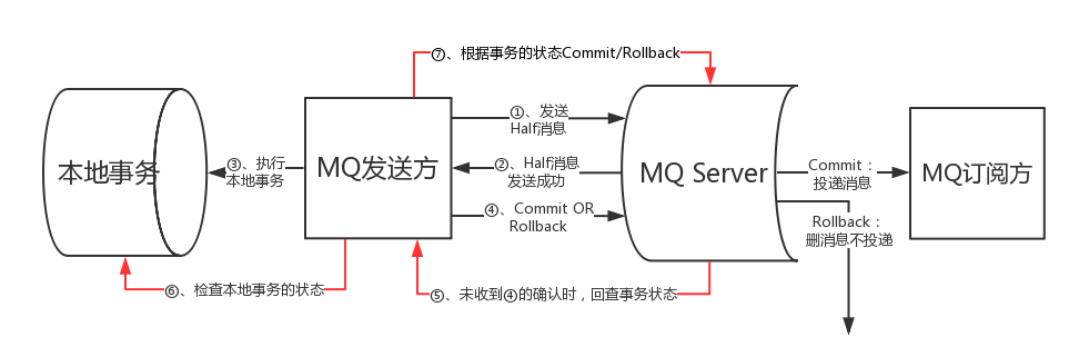 ⑦、根据事务的状态Commit/Rollback
①、发送
Half消息
本地事务
③、执行
本地事务
MQ发送方
②、Half消息
发送成功
MQ Server
Commit：
投递消息
MQ订阅方
④、Commit OR
Rollback
Rollback：
删消息不投递
⑥、检查本地事务的状态
⑤、未收到④的确认时，回查事务状态